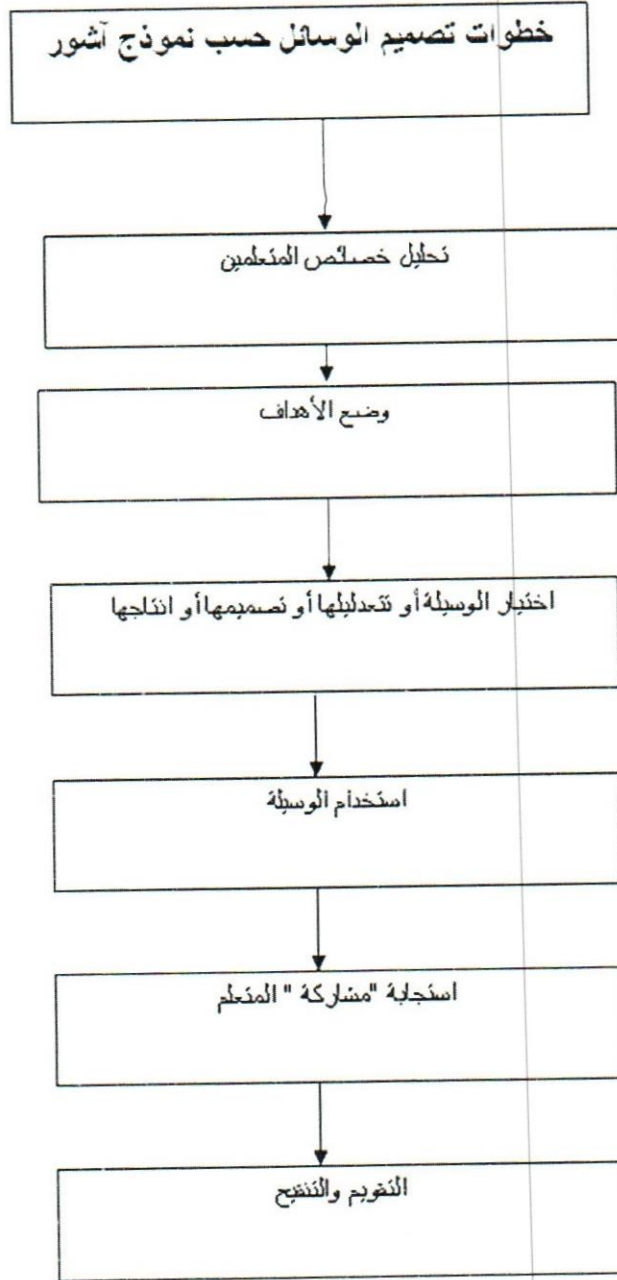 خطوات تصميم الوسائل حسب نموذج آشور
تحليل خصائص المتعلمين
وضع الأهداف
اختيار الوسيلة أو تتعدليلها أو تصميمها أو انتاجها
استخدام الوسيلة
استجابة "مشاركة " المتعلم
التقويم والتنقيح